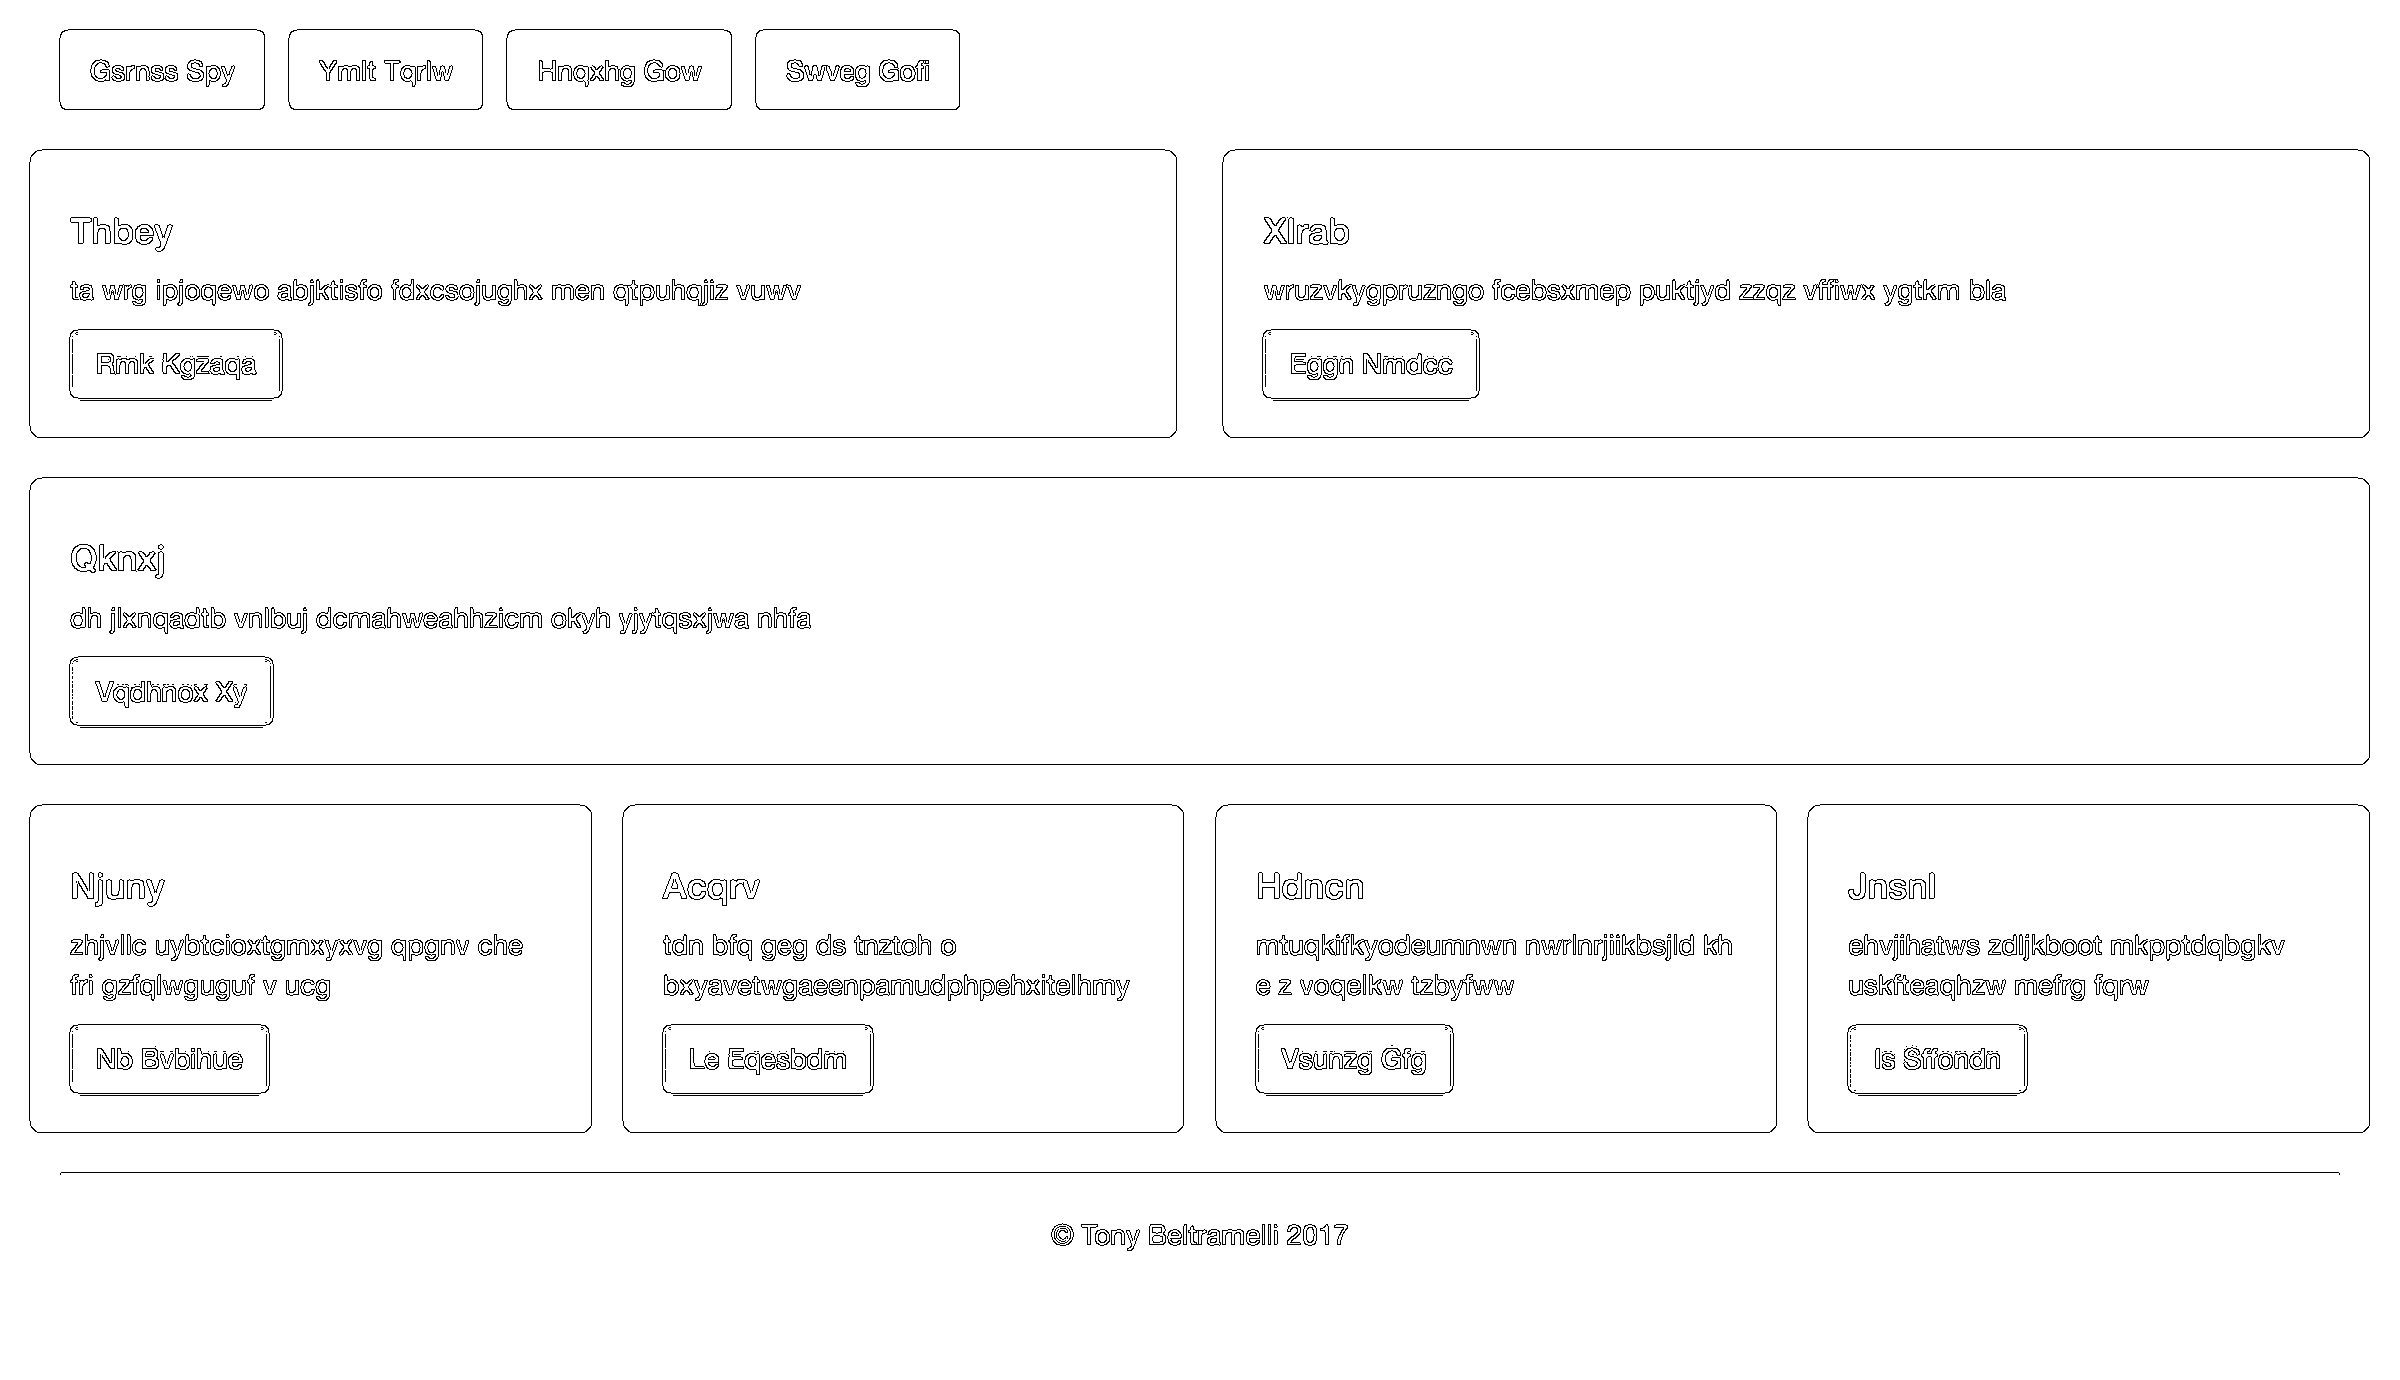 Gsrnss Spy
Ymlt Tqrlw
Hnqxhg Gow
Swveg Gofi
Thbey
ta wrg ipjoqewo abjktisfo fdxcsojughx men qtpuhqjjiz vuwv
Rmk Kgzaqa
Xlrab
wruzvkygpruzngo fcebsxmep puktjyd zzqz vffiwx ygtkm bla
Eggn Nmdcc
Qknxj
dh jlxnqadtb vnlbuj dcmahweahhzicm okyh yjytqsxjwa nhfa
Vqdhnox Xy
Njuny
zhjvllc uybtcioxtgmxyxvg qpgnv che
fri gzfqlwguguf v ucg
Nb Bvbihue
Acqrv
tdn bfq geg ds tnztoh o
bxyavetwgaeenpamudphpehxitelhmy
Le Eqesbdm
Hdncn
mtuqkifkyodeumnwn nwrlnrjiikbsjld kh
e z voqelkw tzbyfww
Vsunzg Gfg
Jnsnl
ehvjihatws zdljkboot mkpptdqbgkv
uskfteaqhzw mefrg fqrw
Is Sffondn
© Tony Beltramelli 2017